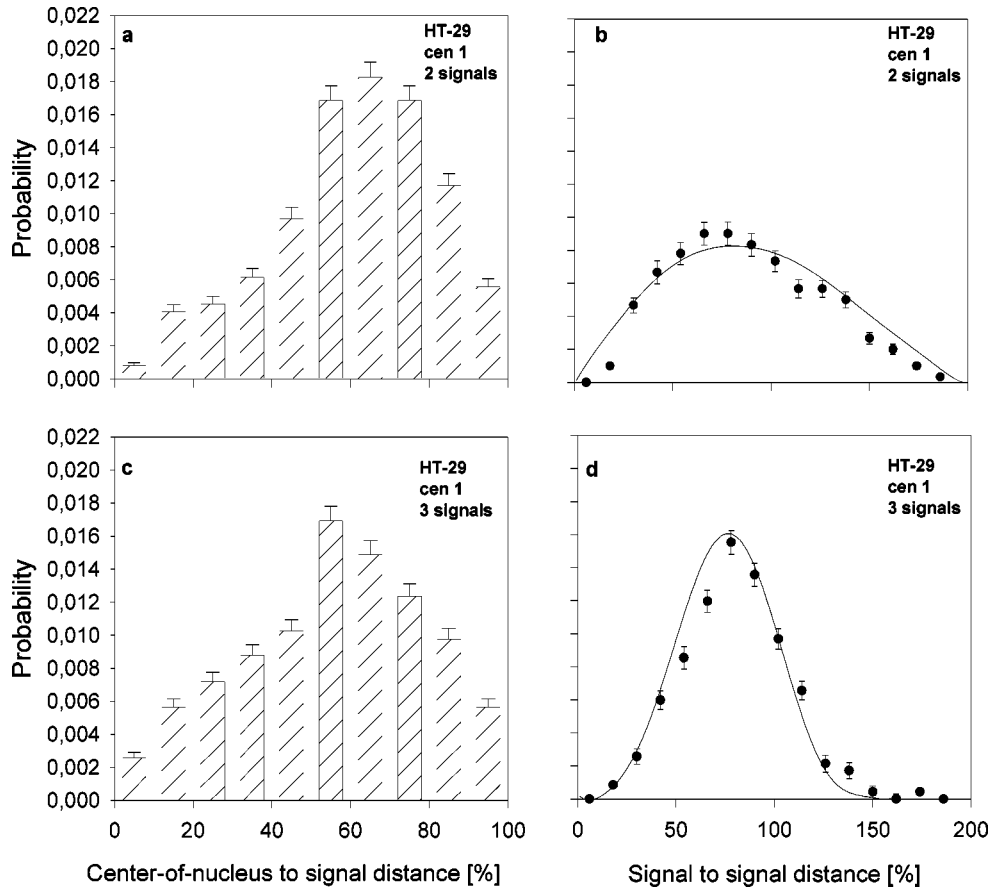 0,022
0,020
0,018
0,016
0,014
0,012
0,010
0,008
0,006
0,004
0,002
0,000
Probability
a
HT-29
cen 1
2 signals
b
HT-29
cen 1
2 signals
0,022
0,020
0,018
0,016
0,014
0,012
0,010
0,008
0,006
0,004
0,002
0,000
Probability
c
HT-29
cen 1
3 signals
d
HT-29
cen 1
3 signals
0 20 40 60 80 100
0 50 100 150 200
Center-of-nucleus to signal distance [%]
Signal to signal distance [%]